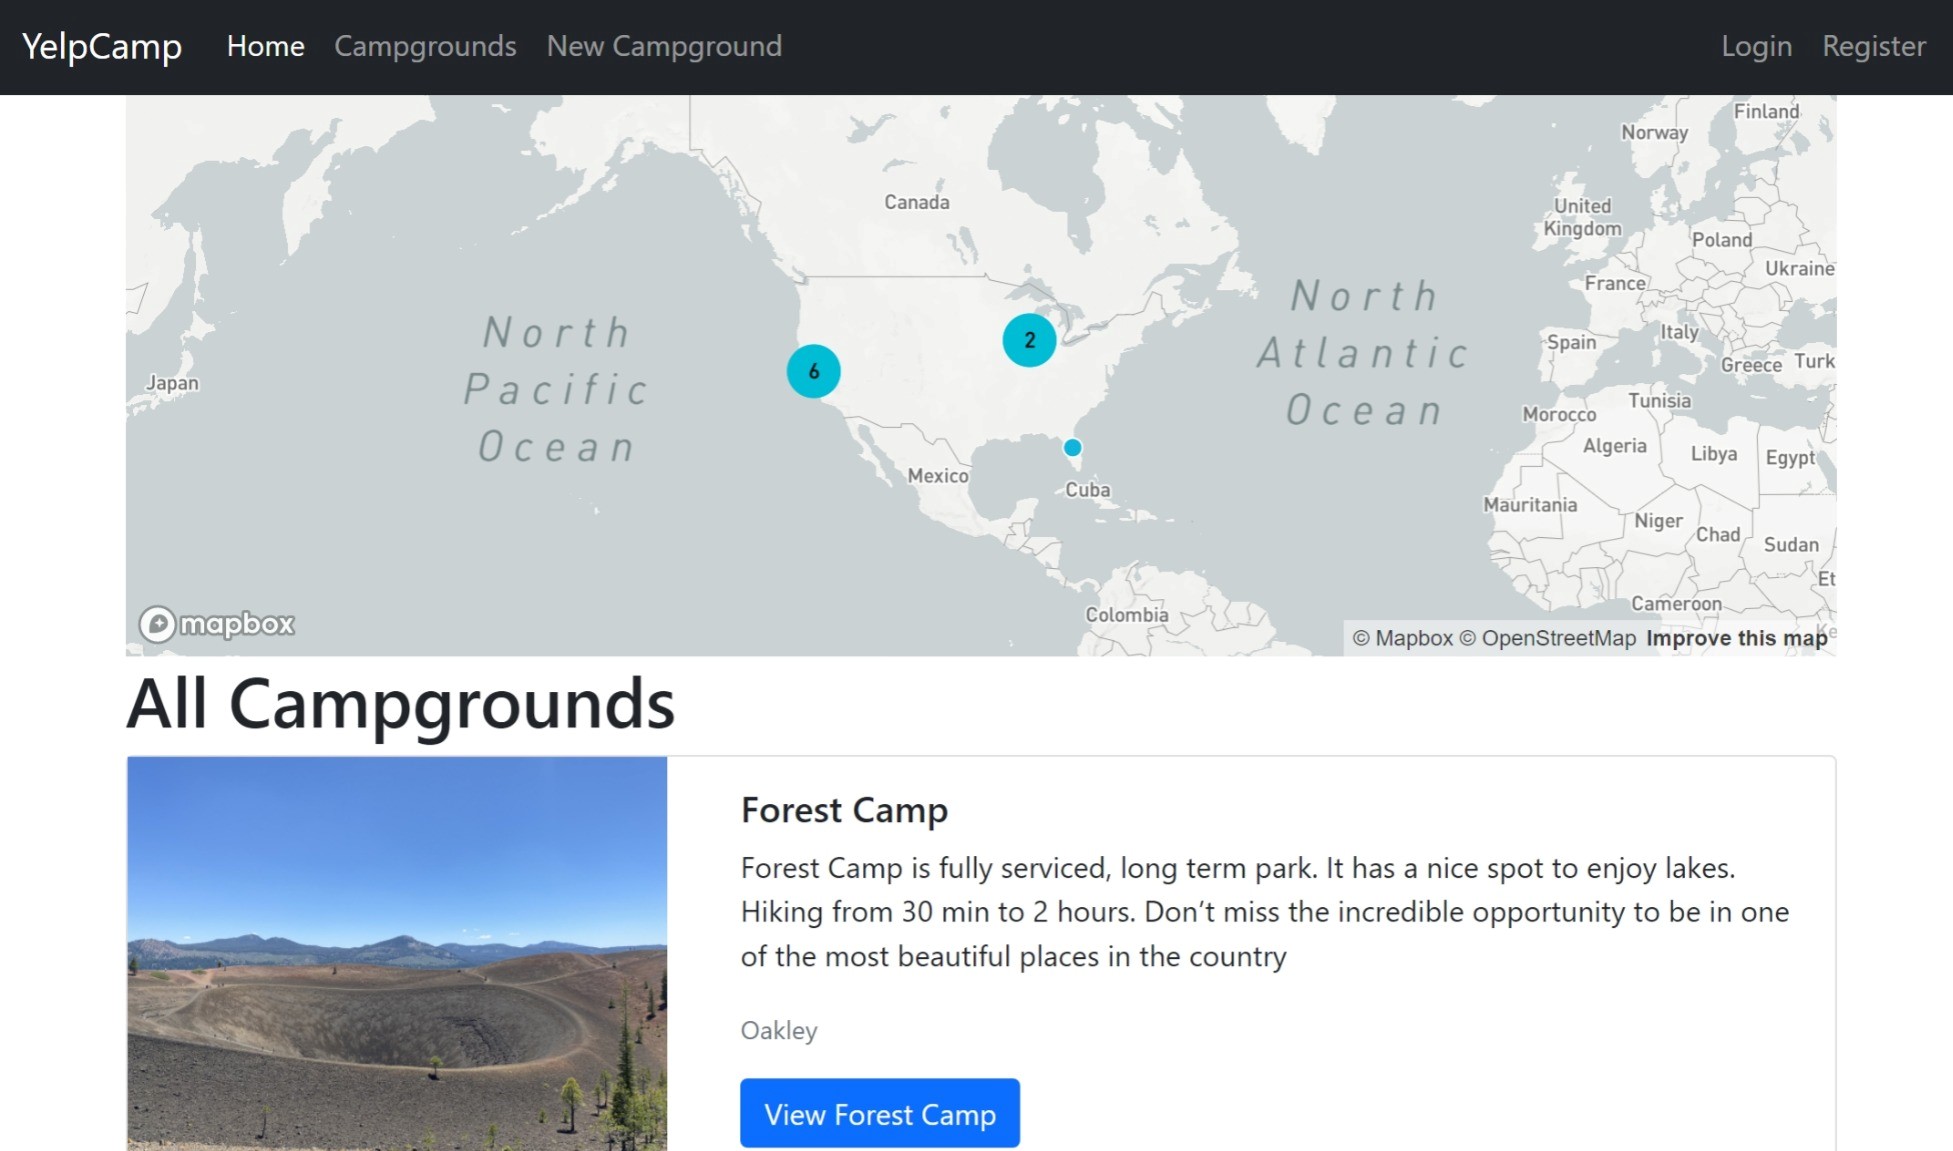 YelpCamp Home Campgrounds New Campground Login Register
Finland
Norway
Canada
United
Kingdom
Poland
Ukraine
France
North
Atlantic
Ocean
North
Pacific
Ocean
2
6
Italy
Spain
Greece
Turk
Japan
Tunisia
Morocco
Algeria
Libya
Egypt
Mexico
Cuba
Mauritania
Niger
Chad
Sudan
Et
Cameroon
Colombia
Ke
mapbox
© Mapbox © OpenStreetMap Improve this map
All Campgrounds
Forest Camp
Forest Camp is fully serviced, long term park. It has a nice spot to enjoy lakes.
Hiking from 30 min to 2 hours. Don’t miss the incredible opportunity to be in one
of the most beautiful places in the country
Oakley
View Forest Camp